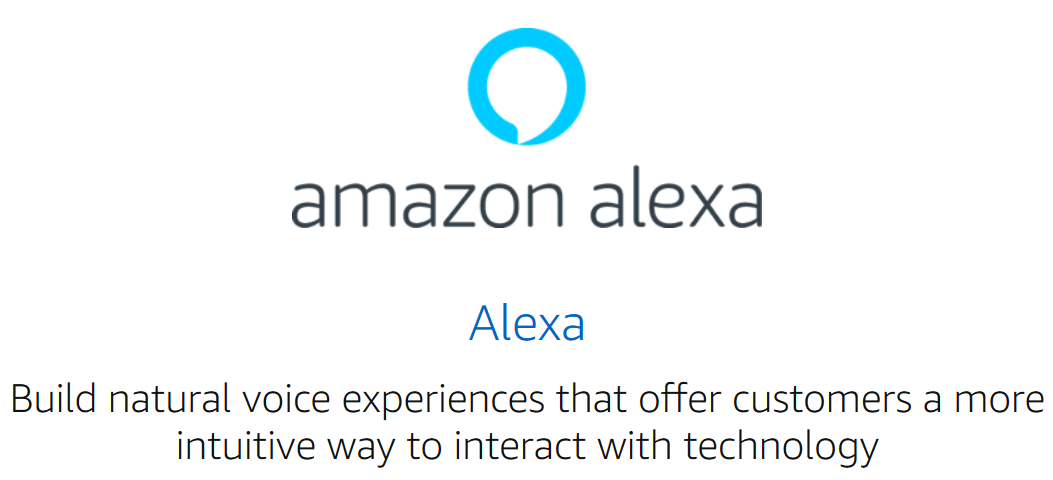 amazon alexa
Alexa
Build natural voice experiences that offer customers a more
intuitive way to interact with technology